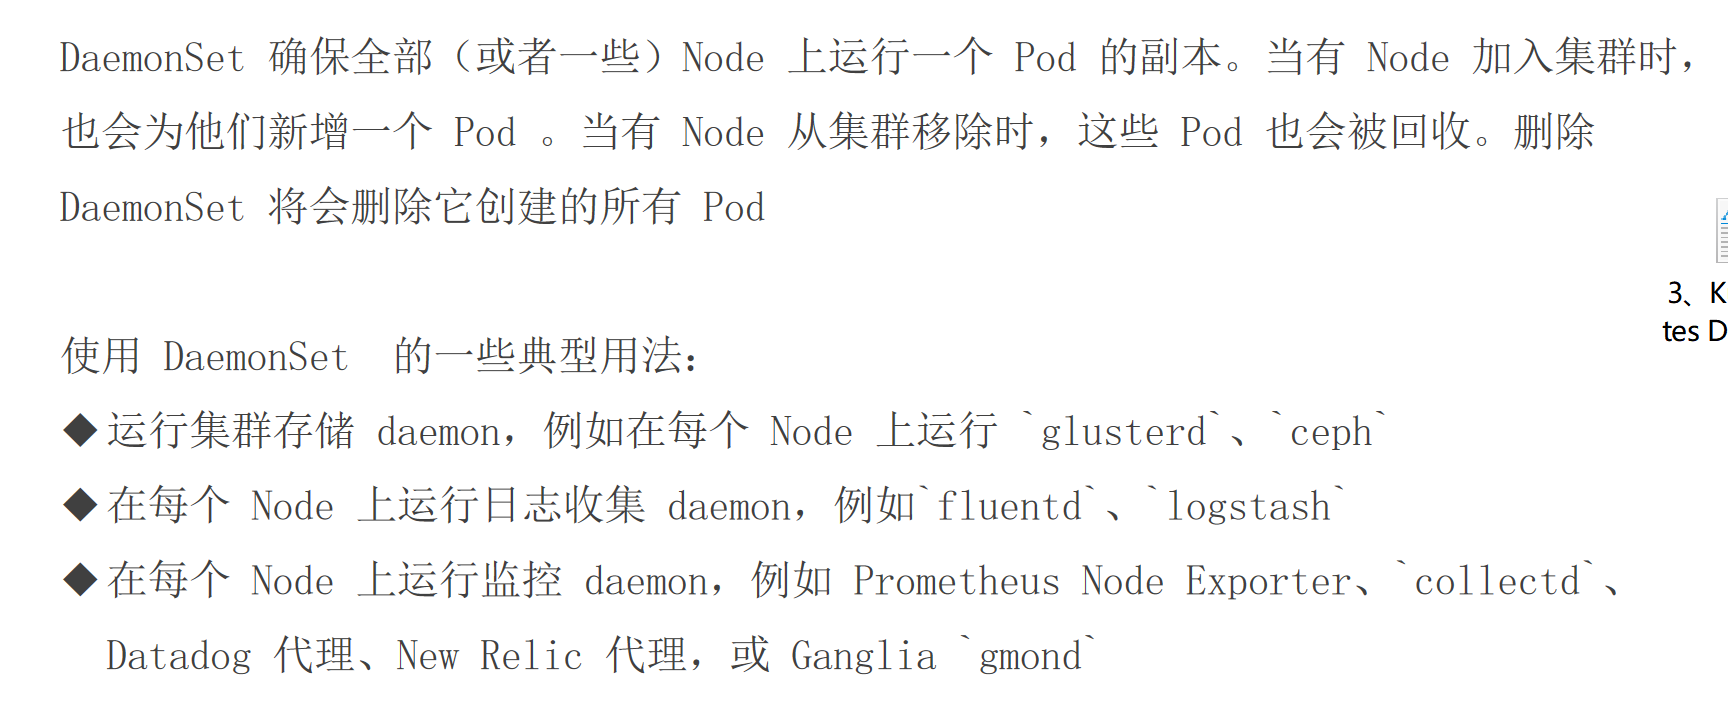 DaemonSet 确保全部（或者一些）Node 上运行一个 Pod 的副本。当有 Node 加入集群时，
也会为他们新增一个 Pod 。当有 Node 从集群移除时，这些 Pod 也会被回收。删除
DaemonSet 将会删除它创建的所有 Pod
3、K
tes D
使用 DaemonSet  的一些典型用法：
◆运行集群存储 daemon，例如在每个 Node 上运行 `glusterd`、`ceph`
◆在每个 Node 上运行日志收集 daemon，例如`fluentd`、`logstash`
◆在每个 Node 上运行监控 daemon，例如 Prometheus Node Exporter、`collectd`、
Datadog 代理、New Relic 代理，或 Ganglia `gmond`